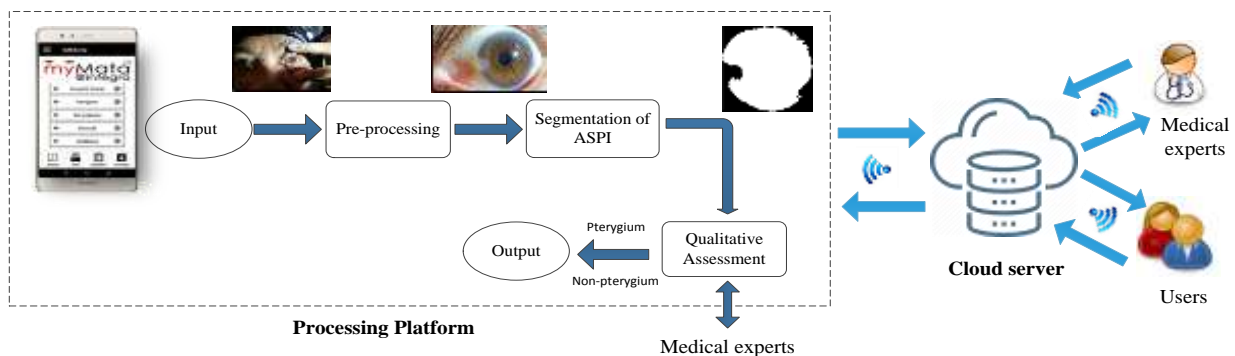 myMata
@Integra
Input
Pre-processing
Segmentation of
ASPI
Pterygium
Output
Qualitative
Assessment
Non-pterygium
Processing Platform
Medical experts
Cloud server
Medical
experts
Users